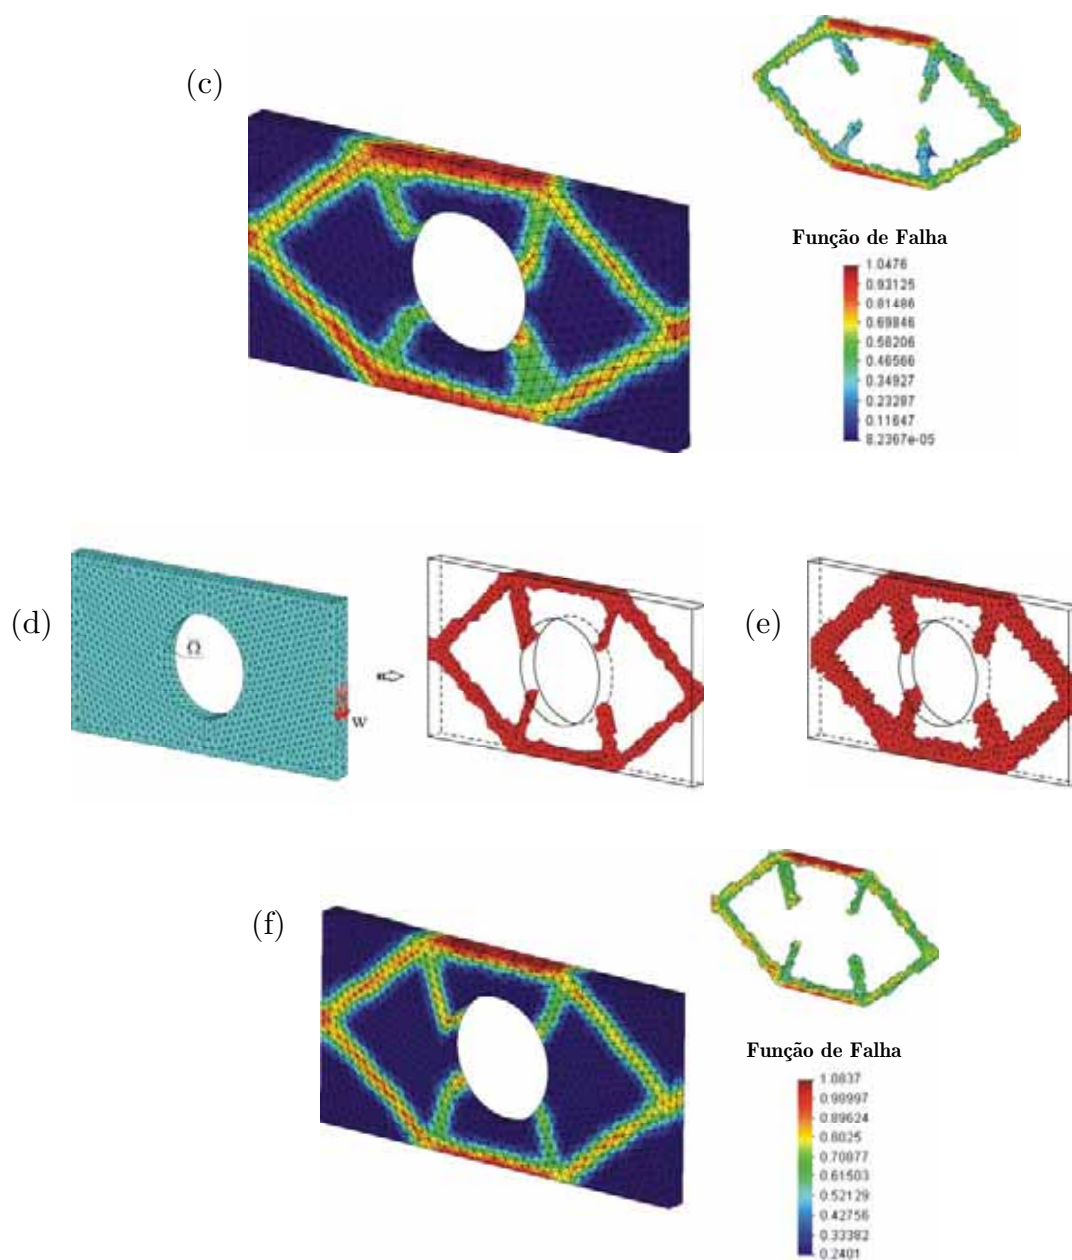 (c)
Função de Falha
1.0476
0.93125
0.81486
0.69846
0.58206
0.46566
0.34927
0.23287
0.11647
8.2367e-05
(d)
Ω
w
(e)
(f)
Função de Falha
1.0837
0.98997
0.89624
0.8025
0.70877
0.61503
0.52129
0.42756
0.33382
0.2401